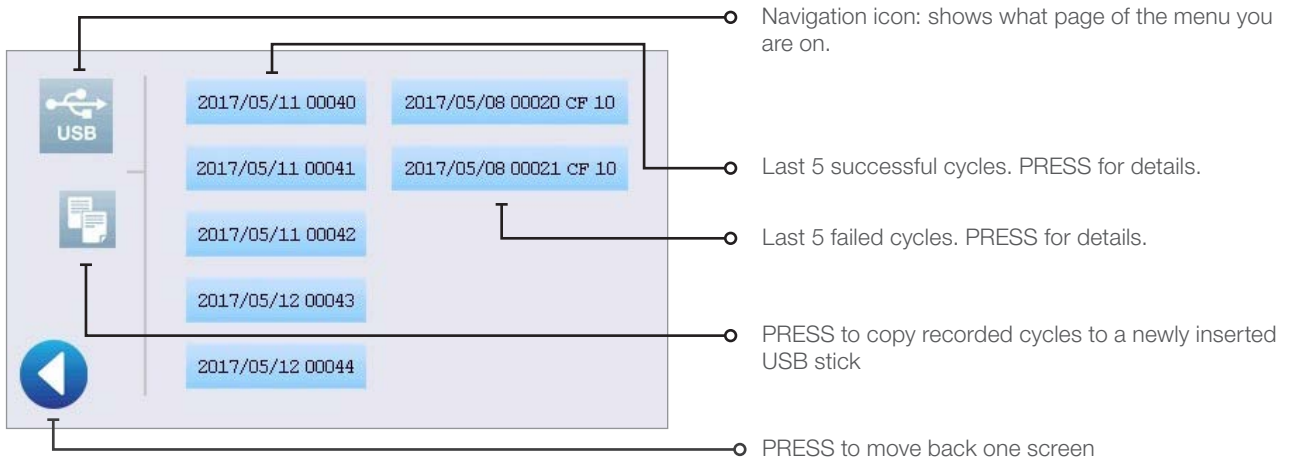 Navigation icon: shows what page of the menu you
are on.
USB
2017/05/11 00040
2017/05/08 00020 CF 10
2017/05/11 00041
2017/05/08 00021 CF 10
2017/05/11 00042
2017/05/12 00043
2017/05/12 00044
Last 5 successful cycles. PRESS for details.
Last 5 failed cycles. PRESS for details.
PRESS to copy recorded cycles to a newly inserted
USB stick
PRESS to move back one screen